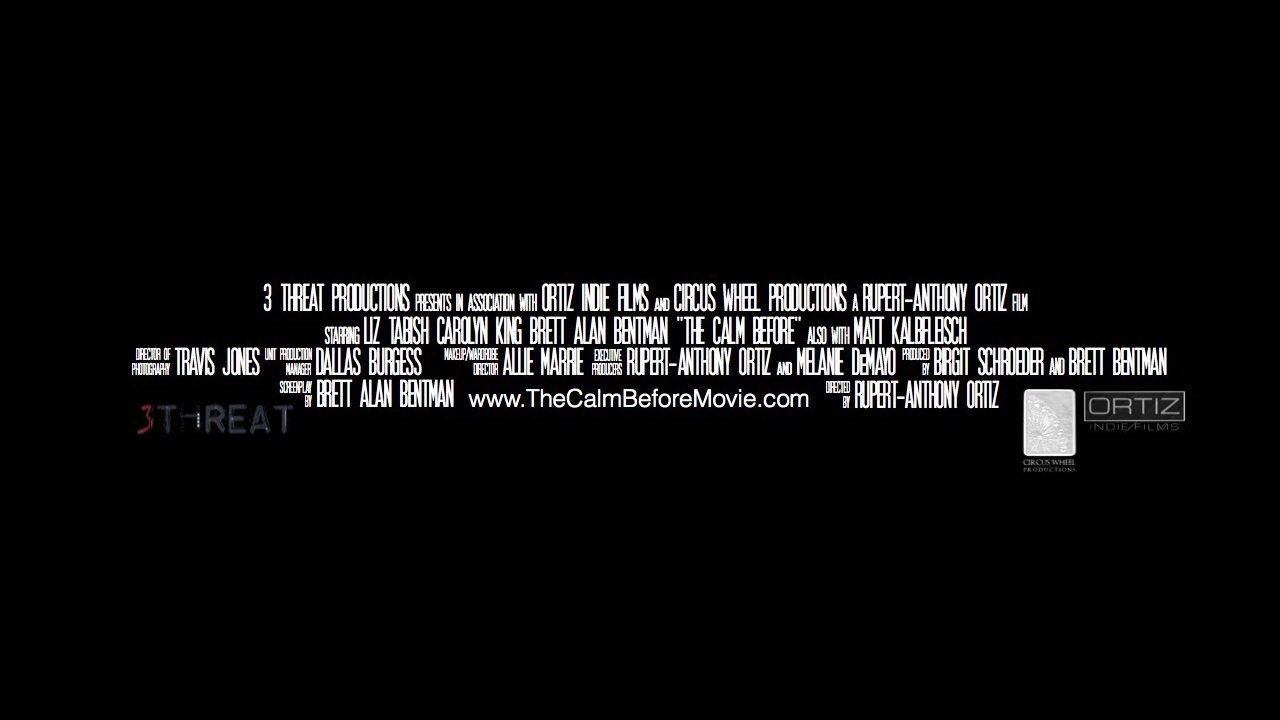 3 THREAT PRODUCTIONS PRESENTS IN ASSOCIATION WITH ORTIZ INDIE FILMS AND CIRCUS WHEEL PRODUCTIONS A RUPERT-ANTHONY ORTIZ FILM
STARRING LIZ TABISH CAROLYN KING BRETT ALAN BENTMAN "THE CALM BEFORE" ALSO WITH MATT KALBFLEISCH
DIRECTOR OF PHOTOGRAPHY TRAVIS JONES UNIT PRODUCTION MANAGER DALLAS BURGESS MAKEUP/WARDROBE DIRECTOR ALLIE MARRIE EXECUTIVE PRODUCERS RUPERT-ANTHONY ORTIZ AND MELANIE DEMAYO PRODUCED BY BIRGIT SCHROEDER AND BRETT BENTMAN
SCREENPLAY BY BRETT ALAN BENTMAN www.TheCalmBeforeMovie.com DIRECTED BY RUPERT-ANTHONY ORTIZ
3 THREAT
ORTIZ
INDIE/FILMS
CIRCUS WHEEL
PRODUCTIONS